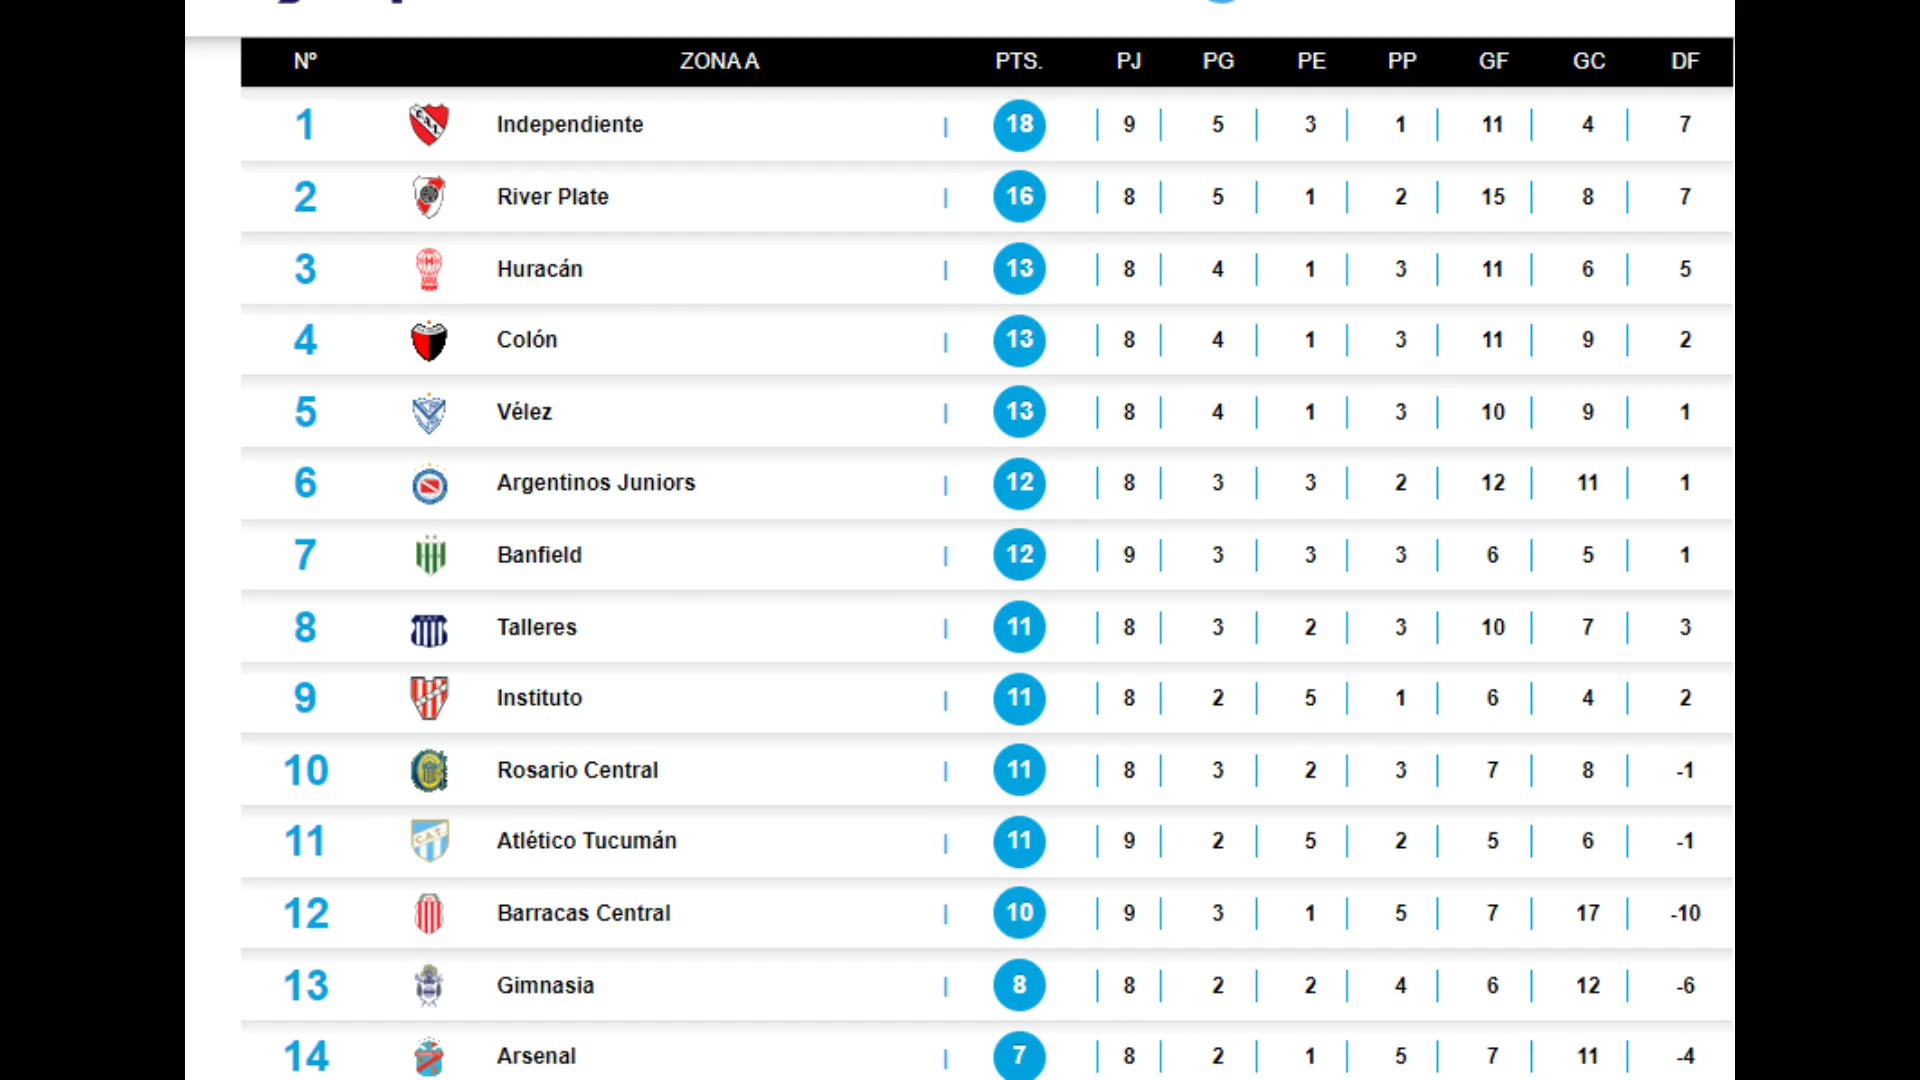 Nº ZONA A PTS. PJ PG PE PP GF GC DF
1 Independiente 18 9 5 3 1 11 4 7
2 River Plate 16 8 5 1 2 15 8 7
3 Huracán 13 8 4 1 3 11 6 5
4 Colón 13 8 4 1 3 11 9 2
5 Vélez 13 8 4 1 3 10 9 1
6 Argentinos Juniors 12 8 3 3 2 12 11 1
7 Banfield 12 9 3 3 3 6 5 1
8 Talleres 11 8 3 2 3 10 7 3
9 Instituto 11 8 2 5 1 6 4 2
10 Rosario Central 11 8 3 2 3 7 8 -1
11 Atlético Tucumán 11 9 2 5 2 5 6 -1
12 Barracas Central 10 9 3 1 5 7 17 -10
13 Gimnasia 8 8 2 2 4 6 12 -6
14 Arsenal 7 8 2 1 5 7 11 -4